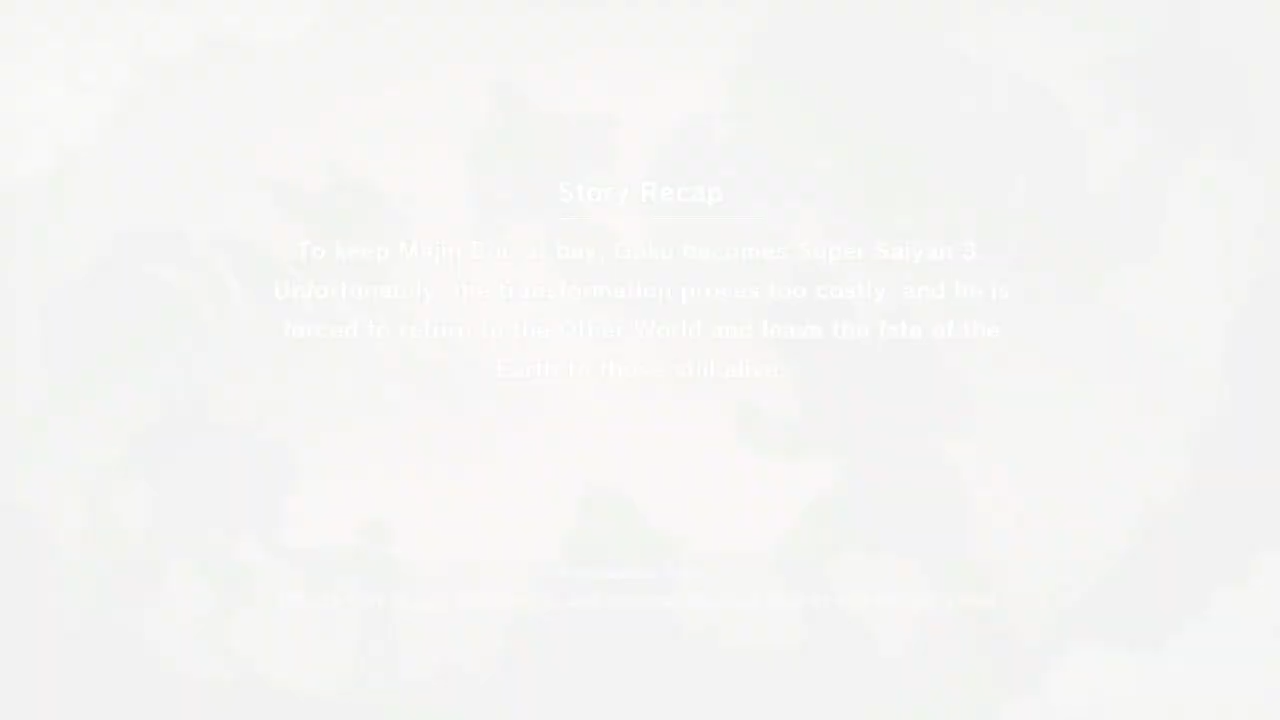 Story Recap
To keep Majin Buu at bay, Goku becomes Super Saiyan 3.
Unfortunately, the transformation proves too costly, and he is
forced to return to the Other World and leave the fate of the
Earth to those still alive.